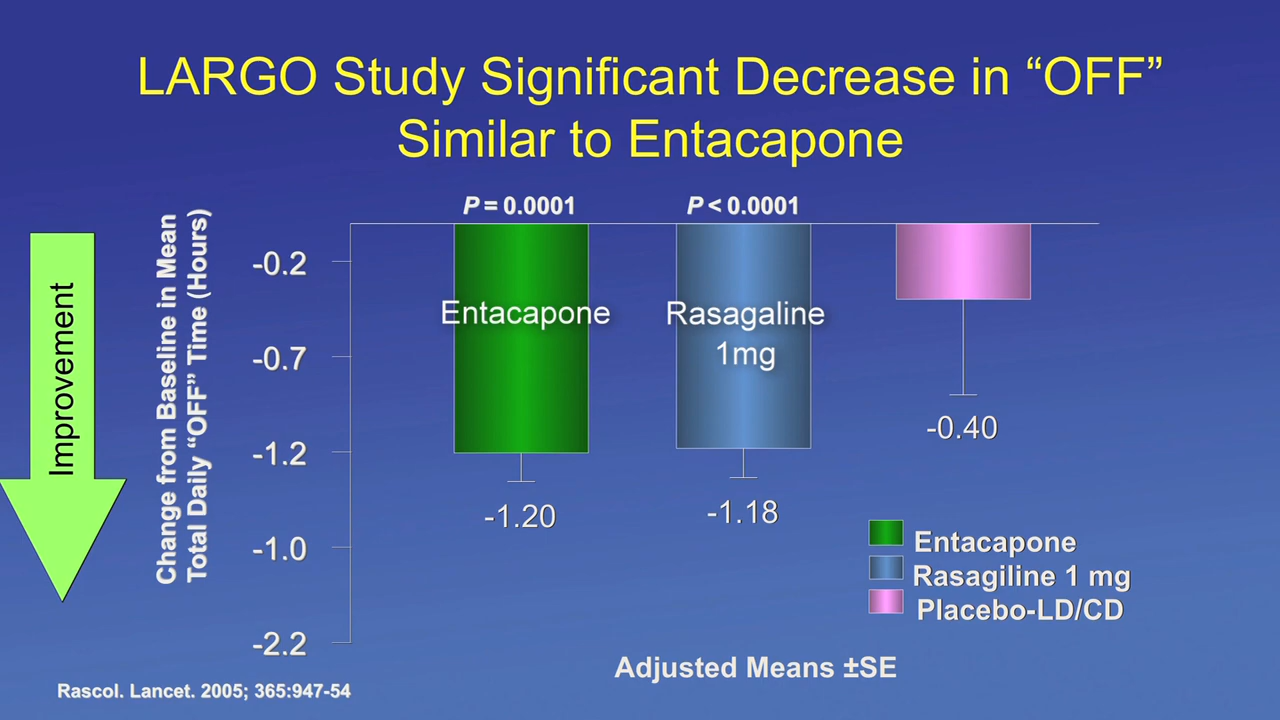 LARGO Study Significant Decrease in “OFF”
Similar to Entacapone
P = 0.0001
P < 0.0001
Improvement
Change from Baseline in Mean
Total Daily “OFF” Time (Hours)
-0.2
-0.7
-1.2
-1.0
-2.2
Entacapone
Rasagaline
1mg
-1.20
-1.18
-0.40
Entacapone
Rasagiline 1 mg
Placebo-LD/CD
Adjusted Means ±SE
Rascol. Lancet. 2005; 365:947-54